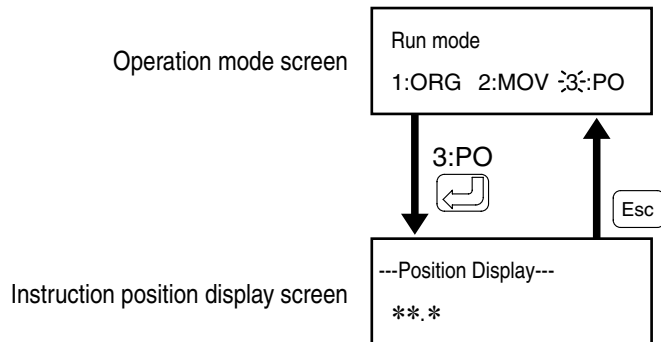 Operation mode screen
Run mode
1:ORG 2:MOV 3:PO
3:PO
Esc
Instruction position display screen
---Position Display---
**.*